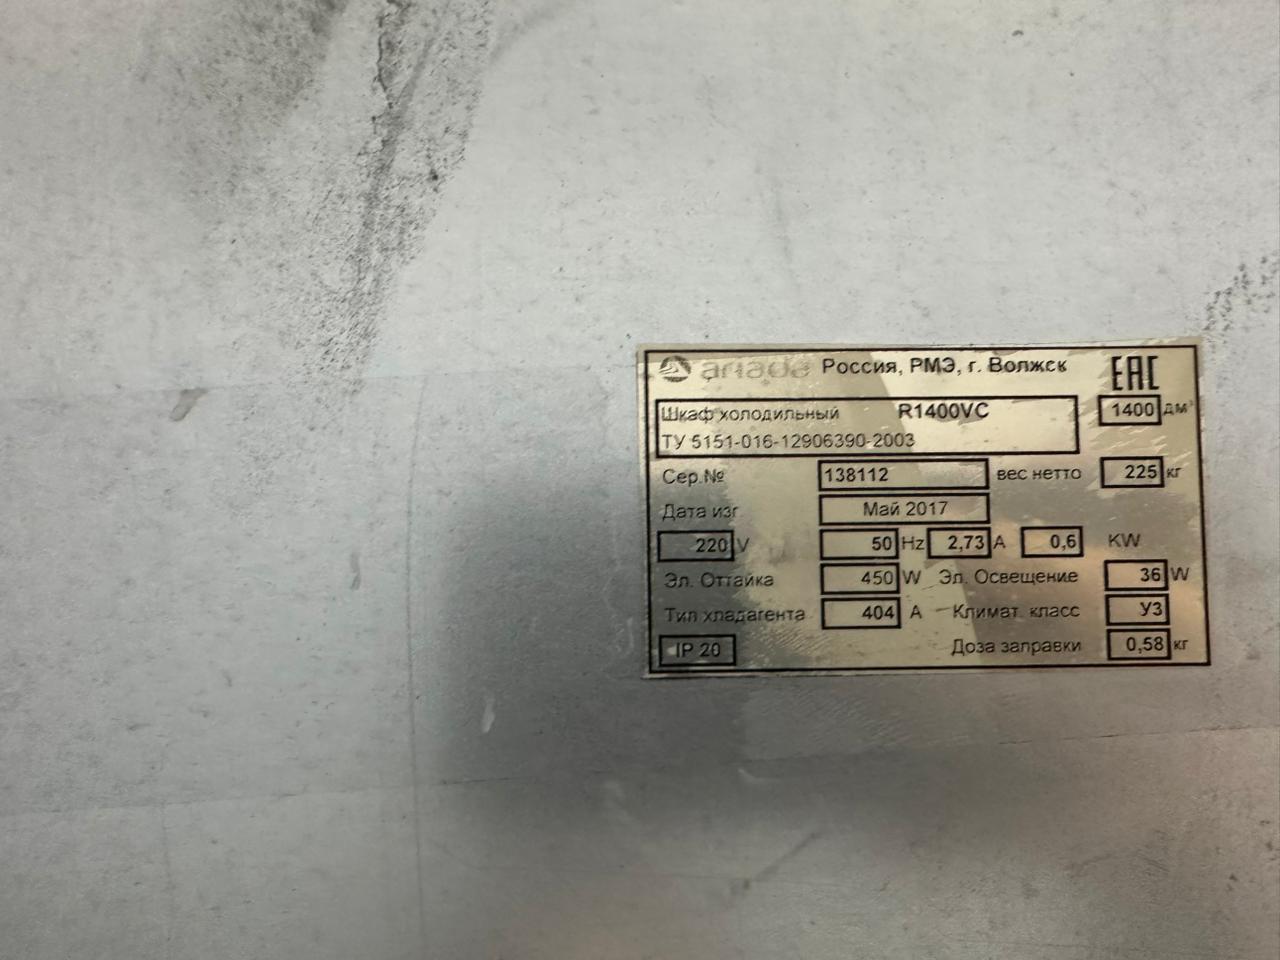 ariada Россия, РМЭ, г. Волжск EAC
Шкаф холодильный R1400VC 1400 дм³
ТУ 5151-016-12906390-2003
Сер.№ 138112 вес нетто 225 кг
Дата изг Май 2017
220 V 50 Hz 2,73 A 0,6 KW
Эл. Оттайка 450 W Эл. Освещение 36 W
Тип хладагента 404 А Климат. класс У3
IP 20 Доза заправки 0,58 кг